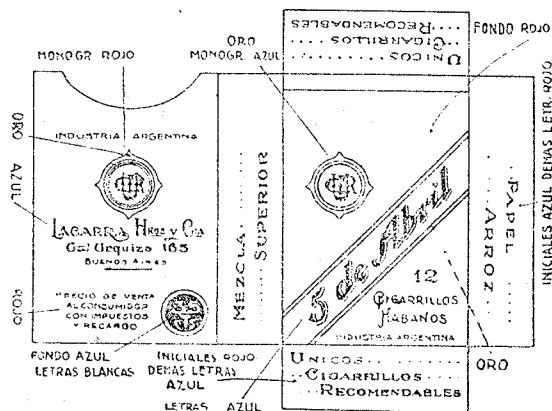 UNICOS
CIGARRILLOS
RECOMENDABLES
FONDO ROJO
ORO
MONOGR. AZUL
MONOGR ROJO
ORO
AZUL
ROJO
INDUSTRIA ARGENTINA
LAGARRA HNOS Y CIA
Gral Urquiza 165
BUENOS AIRES
PRECIO DE VENTA
AL CONSUMIDOR
CON IMPUESTOS
Y RECARGO
MEZCLA
SUPERIOR
5 de Abril
12
CIGARRILLOS
HABANOS
INDUSTRIA ARGENTINA
PAPEL
ARROZ
INICIALES AZUL DEMAS LETR. ROJO
FONDO AZUL
LETRAS BLANCAS
INICIALES ROJO
DEMAS LETRAS
AZUL
LETRAS AZUL
UNICOS
CIGARRILLOS
RECOMENDABLES
ORO